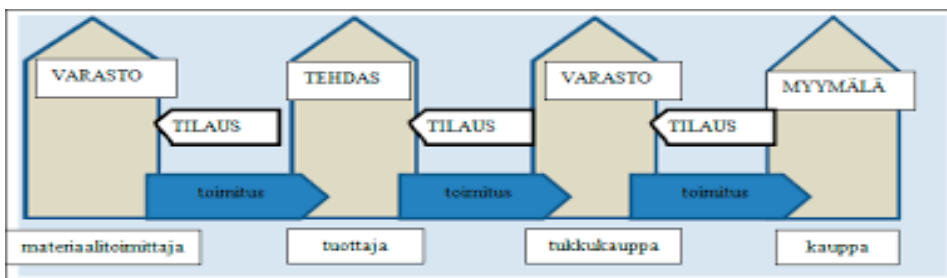 VARASTO
TEHDAS
VARASTO
MYYMÄLÄ
TILAUS
TILAUS
TILAUS
toimitus
toimitus
toimitus
materiaalitoimittaja
tuottaja
tukkukauppa
kauppa